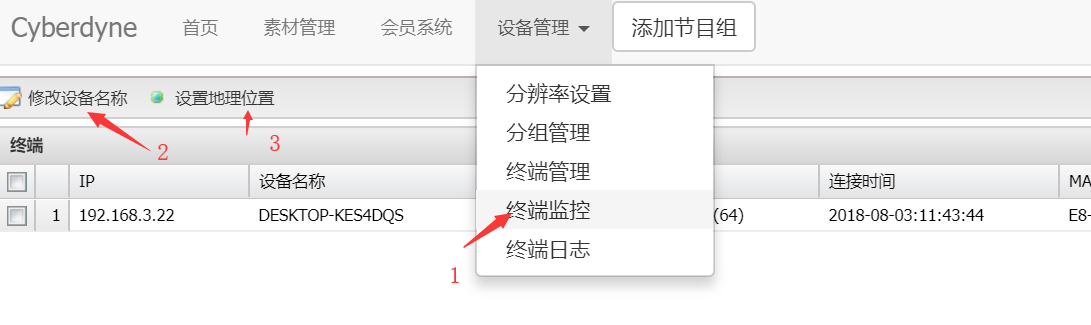 Cyberdyne 首页 素材管理 会员系统 设备管理 添加节目组
分辨率设置
分组管理
终端管理
终端监控
终端日志
修改设备名称 设置地理位置
2 3
1
终端
IP 设备名称 连接时间 MA
1 192.168.3.22 DESKTOP-KES4DQS (64) 2018-08-03:11:43:44 E8-